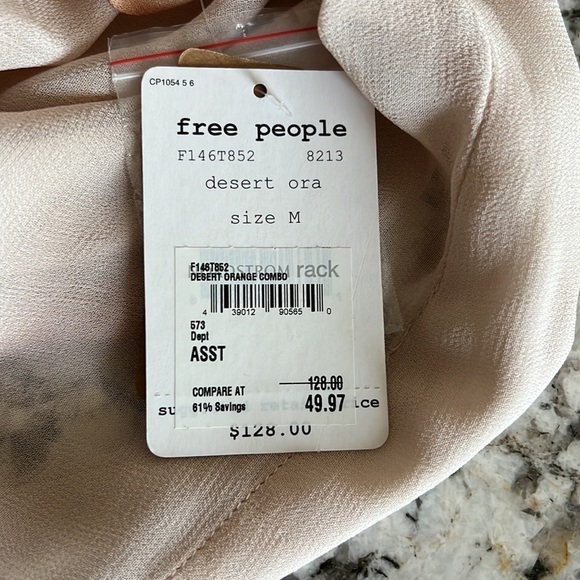 CP1054 5 6
free people
F146T852 8213
desert ora
size M
F146T852
NORDSTROM rack
DESERT ORANGE COMBO
4 39012 90565 0
573
Dept
ASST
COMPARE AT 128.00
61% Savings 49.97
$128.00